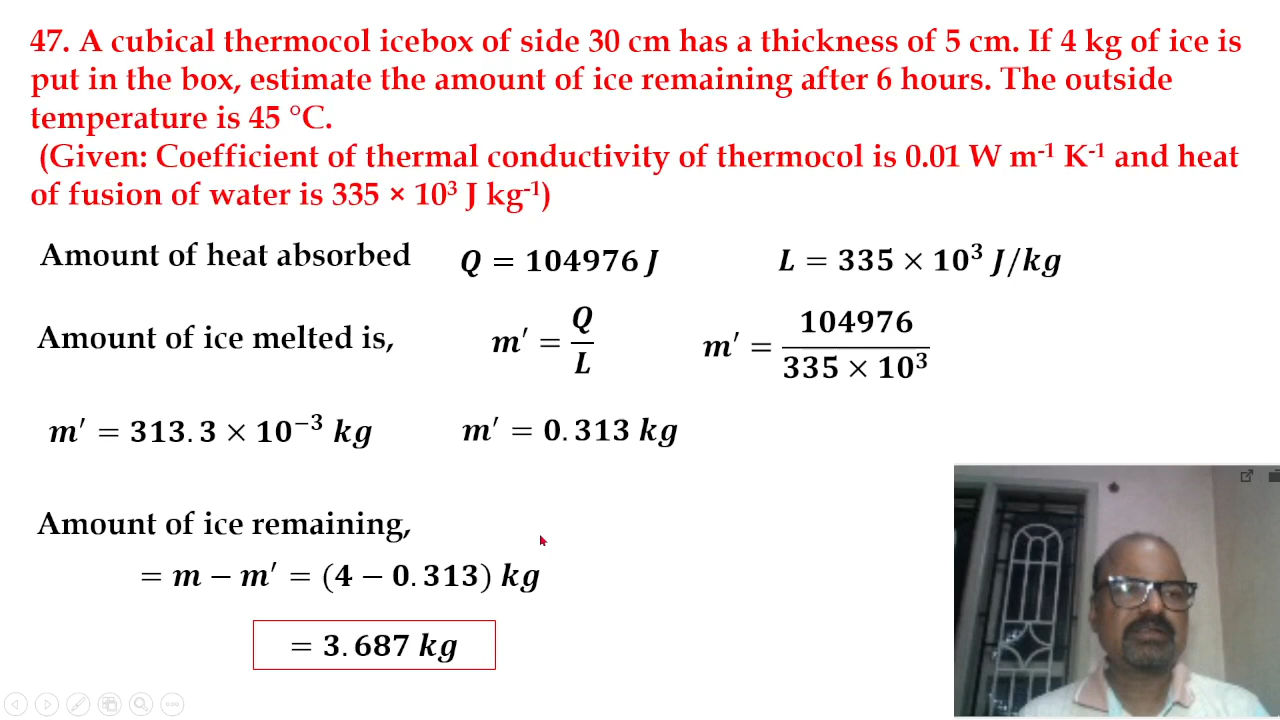 47. A cubical thermocol icebox of side 30 cm has a thickness of 5 cm. If 4 kg of ice is
put in the box, estimate the amount of ice remaining after 6 hours. The outside
temperature is 45 °C.
(Given: Coefficient of thermal conductivity of thermocol is 0.01 W m⁻¹ K⁻¹ and heat
of fusion of water is 335 × 10³ J kg⁻¹)
Amount of heat absorbed Q = 104976 J L = 335 × 10³ J/kg
Amount of ice melted is, m′ = Q/L m′ = 104976/335 × 10³
m′ = 313.3 × 10⁻³ kg m′ = 0.313 kg
Amount of ice remaining,
= m − m′ = (4 − 0.313) kg
= 3.687 kg